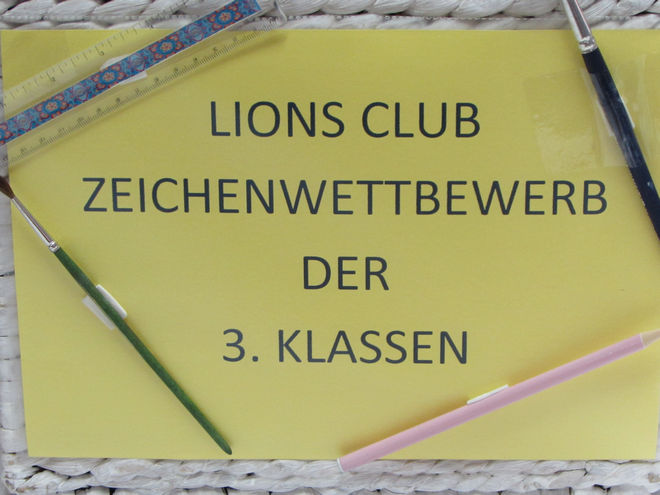 LIONS CLUB
ZEICHENWETTBEWERB
DER
3. KLASSEN